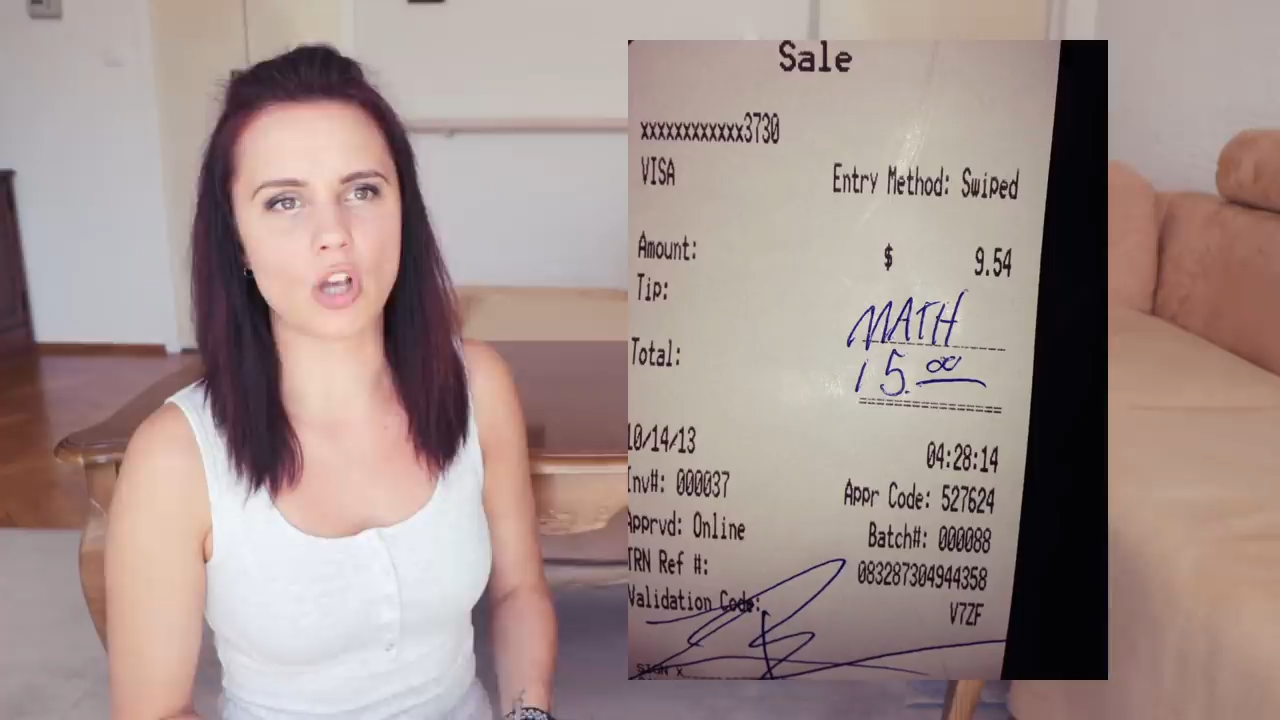 Sale
xxxxxxxxxxxx3730
VISA Entry Method: Swiped
Amount: $ 9.54
Tip: MATH
Total: 15.00
10/14/13 04:28:14
Inv#: 000037 Appr Code: 527624
Apprvd: Online Batch#: 000088
TRN Ref #: 083287304944358
Validation Code: V7ZF
SIGN X